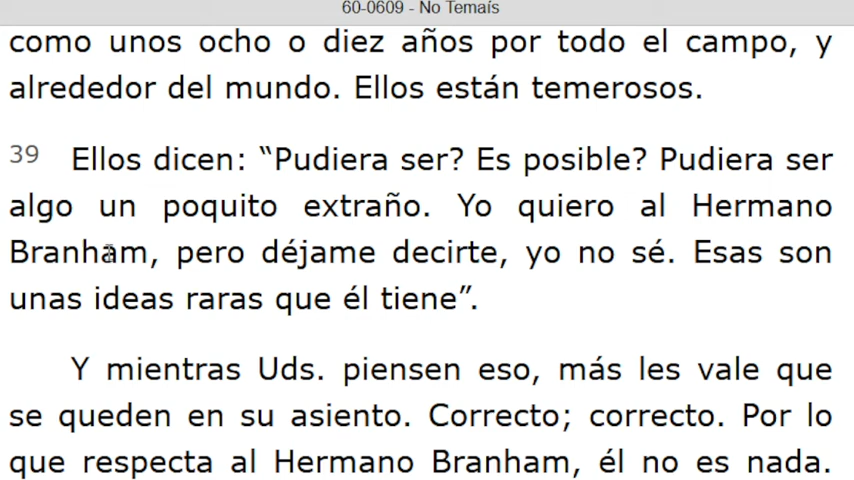 60-0609 - No Temaís
como unos ocho o diez años por todo el campo, y
alrededor del mundo. Ellos están temerosos.
39 Ellos dicen: “Pudiera ser? Es posible? Pudiera ser
algo un poquito extraño. Yo quiero al Hermano
Branham, pero déjame decirte, yo no sé. Esas son
unas ideas raras que él tiene”.
Y mientras Uds. piensen eso, más les vale que
se queden en su asiento. Correcto; correcto. Por lo
que respecta al Hermano Branham, él no es nada.